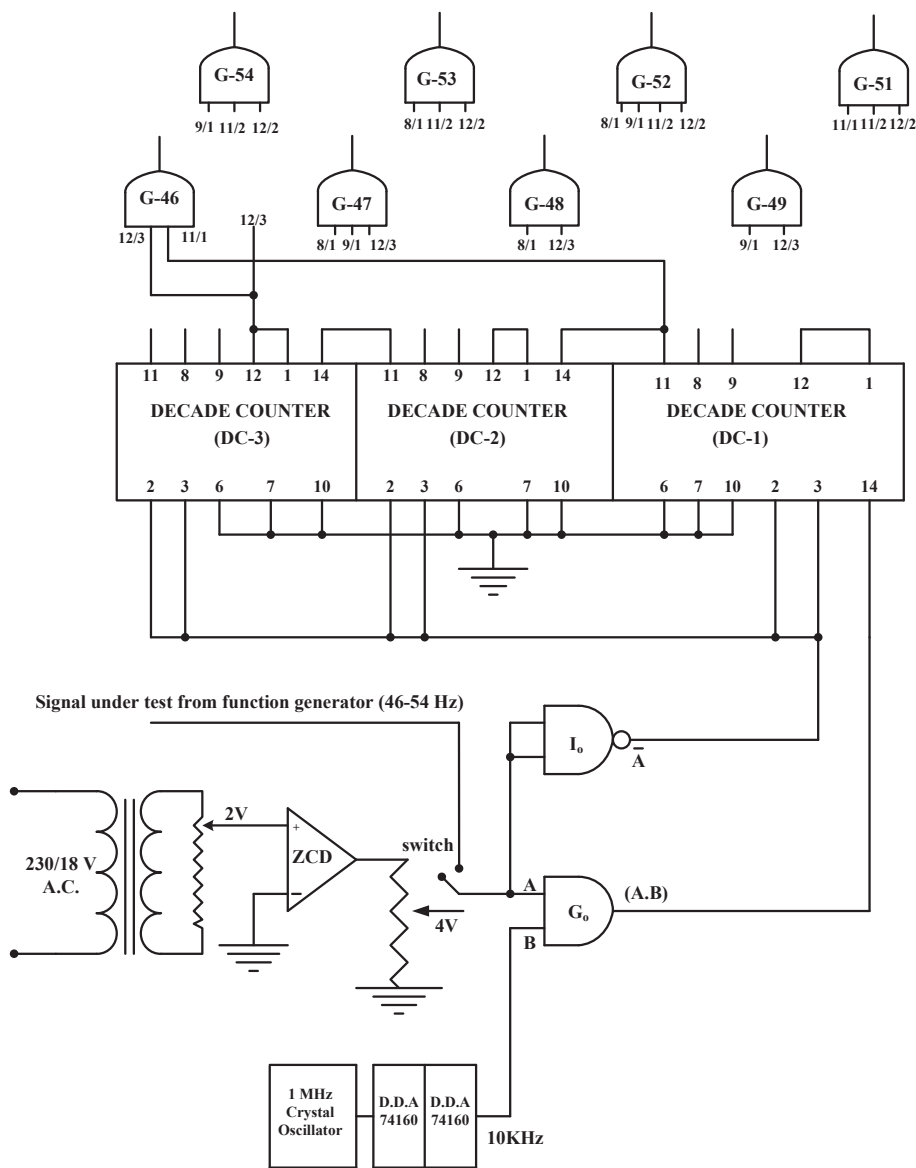 G-54
G-53
G-52
G-51
9/1 11/2 12/2
8/1 11/2 12/2
8/1 9/1 11/2 12/2
11/1 11/2 12/2
G-46
G-47
G-48
G-49
12/3 11/1
12/3
8/1 9/1 12/3
8/1 12/3
9/1 12/3
11 8 9 12 1 14
11 8 9 12 1 14
11 8 9 12 1
DECADE COUNTER
(DC-3)
DECADE COUNTER
(DC-2)
DECADE COUNTER
(DC-1)
2 3 6 7 10
2 3 6 7 10
6 7 10 2 3 14
Signal under test from function generator (46-54 Hz)
Io
A̅
230/18 V
A.C.
2V
+
−
ZCD
4V
switch
A
B
Go
(A.B)
1 MHz
Crystal
Oscillator
D.D.A
74160
D.D.A
74160
10KHz